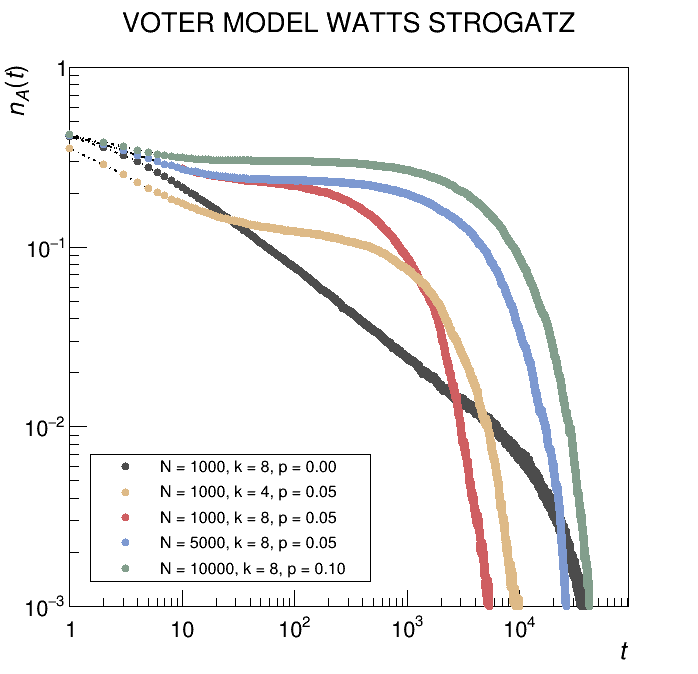 VOTER MODEL WATTS STROGATZ
n_A(t)
1
10^−1
10^−2
10^−3
N = 1000, k = 8, p = 0.00
N = 1000, k = 4, p = 0.05
N = 1000, k = 8, p = 0.05
N = 5000, k = 8, p = 0.05
N = 10000, k = 8, p = 0.10
1 10 10^2 10^3 10^4
t